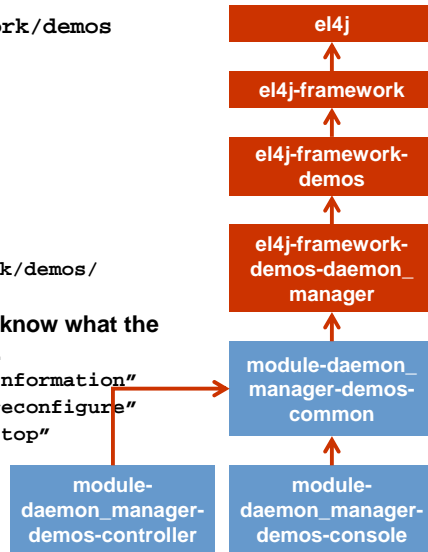 ork/demos
el4j
el4j-framework
el4j-framework-
demos
el4j-framework-
demos-daemon_
manager
k/demos/
know what the
nformation”
econfigure”
top”
module-daemon_
manager-demos-
common
module-
daemon_manager-
demos-controller
module-
daemon_manager-
demos-console